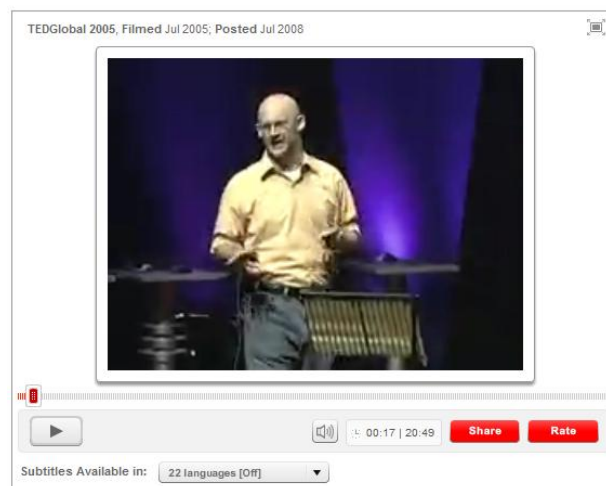 TEDGlobal 2005, Filmed Jul 2005; Posted Jul 2008
00:17 | 20:49
Share
Rate
Subtitles Available in:
22 languages [Off]